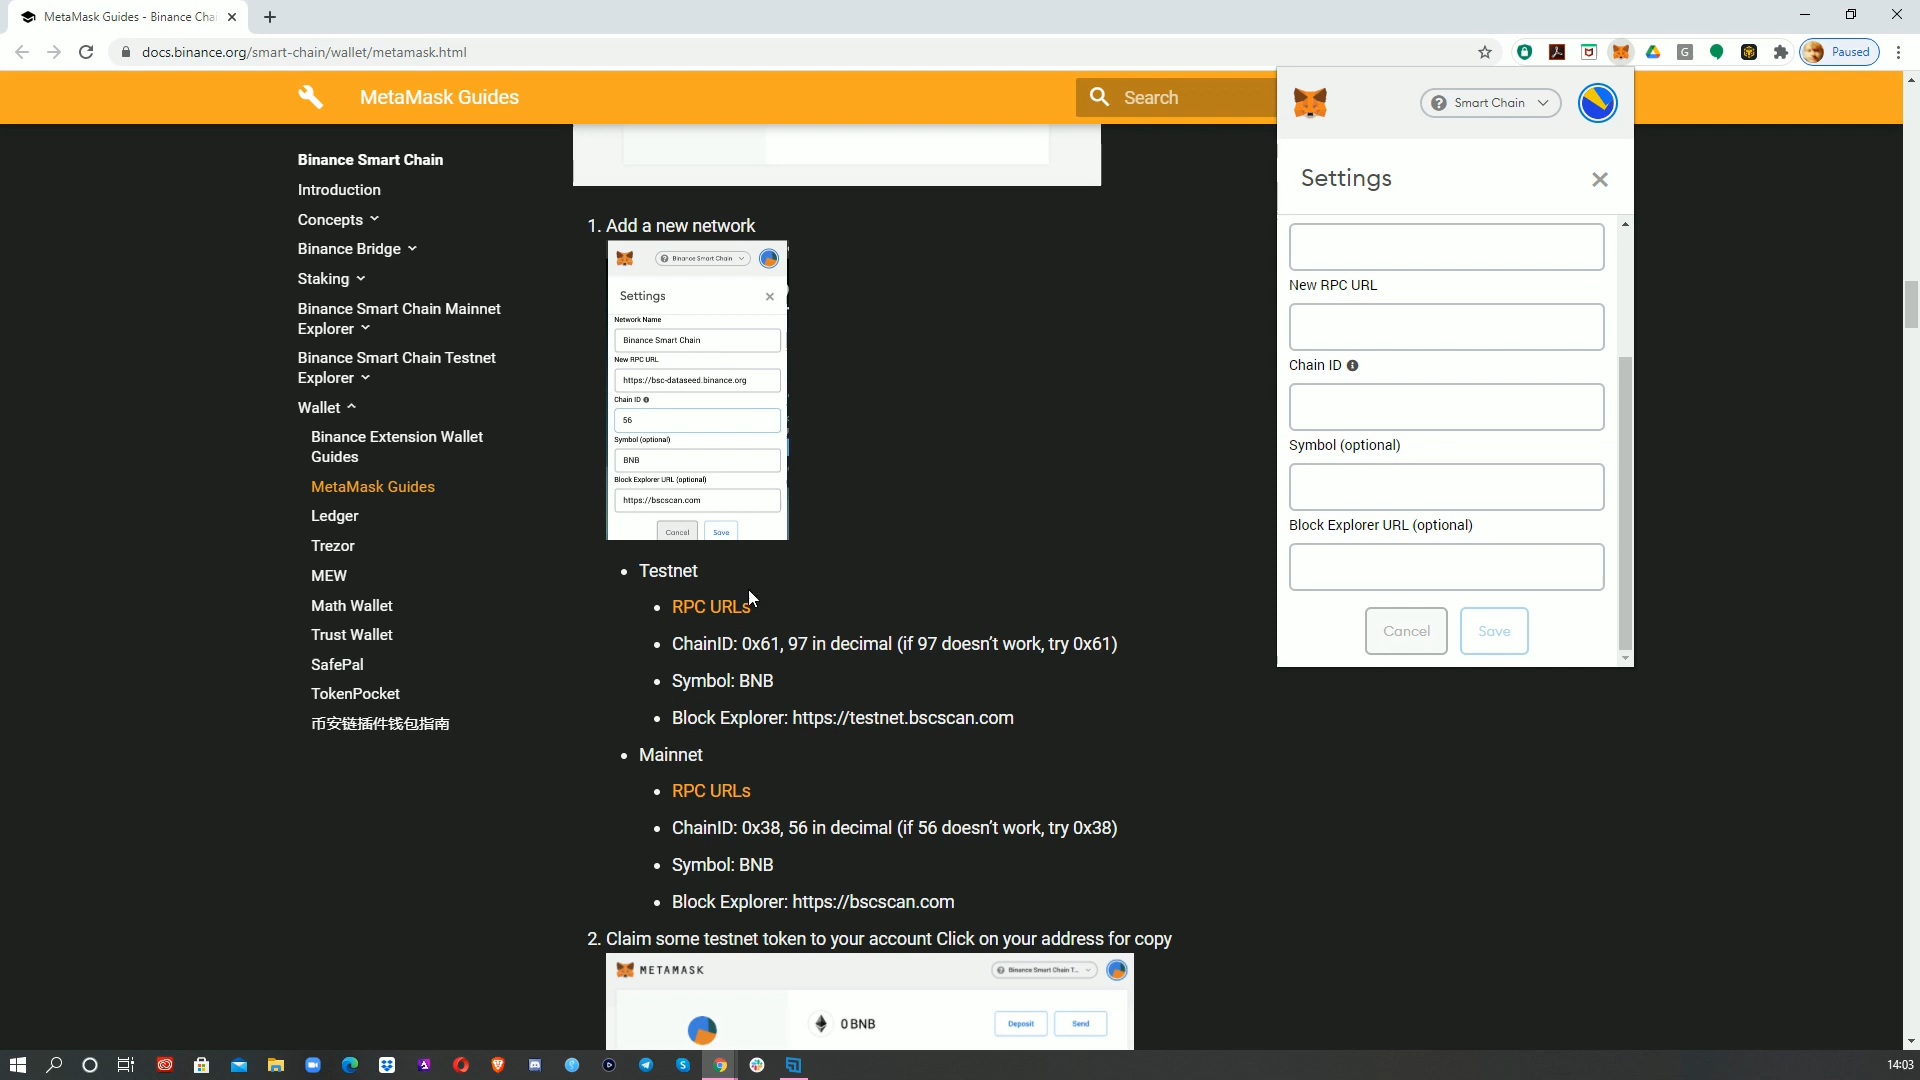 MetaMask Guides - Binance Chai
docs.binance.org/smart-chain/wallet/metamask.html
Paused
MetaMask Guides
Search
Binance Smart Chain
Introduction
Concepts
Binance Bridge
Staking
Binance Smart Chain Mainnet
Explorer
Binance Smart Chain Testnet
Explorer
Wallet
Binance Extension Wallet
Guides
MetaMask Guides
Ledger
Trezor
MEW
Math Wallet
Trust Wallet
SafePal
TokenPocket
币安链插件钱包指南
1. Add a new network
Binance Smart Chain
Settings
Network Name
Binance Smart Chain
New RPC URL
https://bsc-dataseed.binance.org
Chain ID
56
Symbol (optional)
BNB
Block Explorer URL (optional)
https://bscscan.com
Cancel Save
• Testnet
• RPC URLs
• ChainID: 0x61, 97 in decimal (if 97 doesn't work, try 0x61)
• Symbol: BNB
• Block Explorer: https://testnet.bscscan.com
• Mainnet
• RPC URLs
• ChainID: 0x38, 56 in decimal (if 56 doesn't work, try 0x38)
• Symbol: BNB
• Block Explorer: https://bscscan.com
2. Claim some testnet token to your account Click on your address for copy
METAMASK
Binance Smart Chain T...
0 BNB
Deposit Send
Smart Chain
Settings
New RPC URL
Chain ID
Symbol (optional)
Block Explorer URL (optional)
Cancel Save
14:03